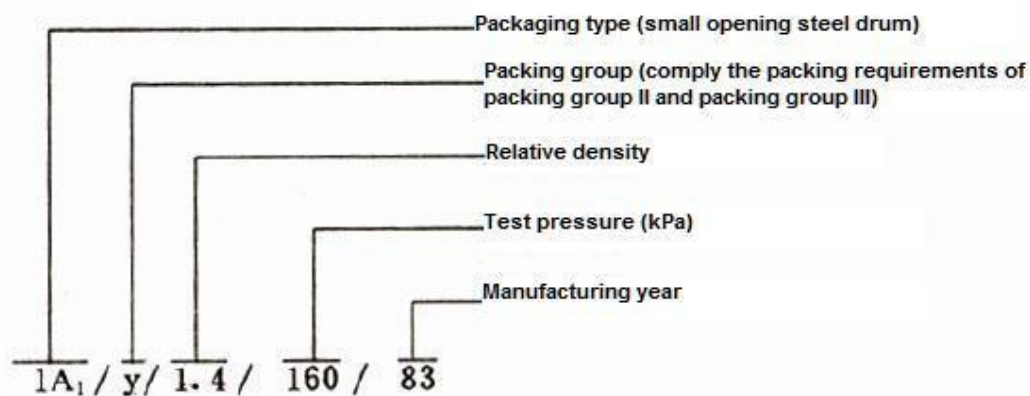 Packaging type (small opening steel drum)
Packing group (comply the packing requirements of
packing group II and packing group III)
Relative density
Test pressure (kPa)
Manufacturing year
1A₁ / y / 1.4 / 160 / 83